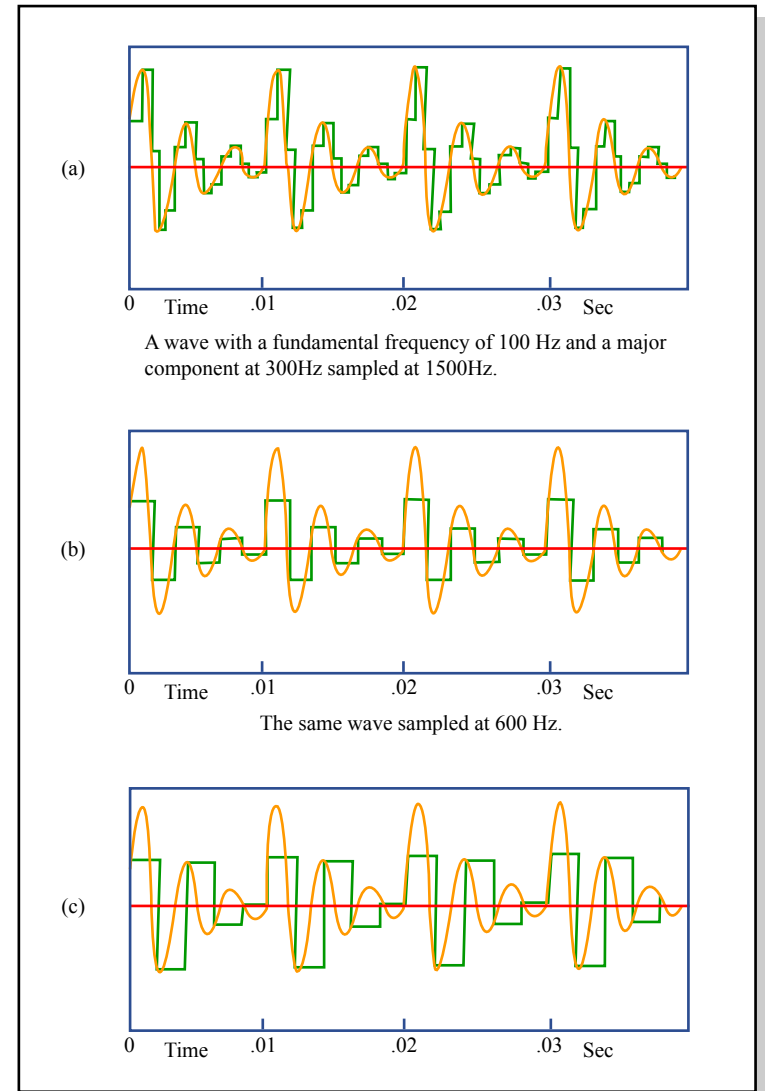 (a)
0 Time .01 .02 .03 Sec
A wave with a fundamental frequency of 100 Hz and a major
component at 300Hz sampled at 1500Hz.
(b)
0 Time .01 .02 .03 Sec
The same wave sampled at 600 Hz.
(c)
0 Time .01 .02 .03 Sec